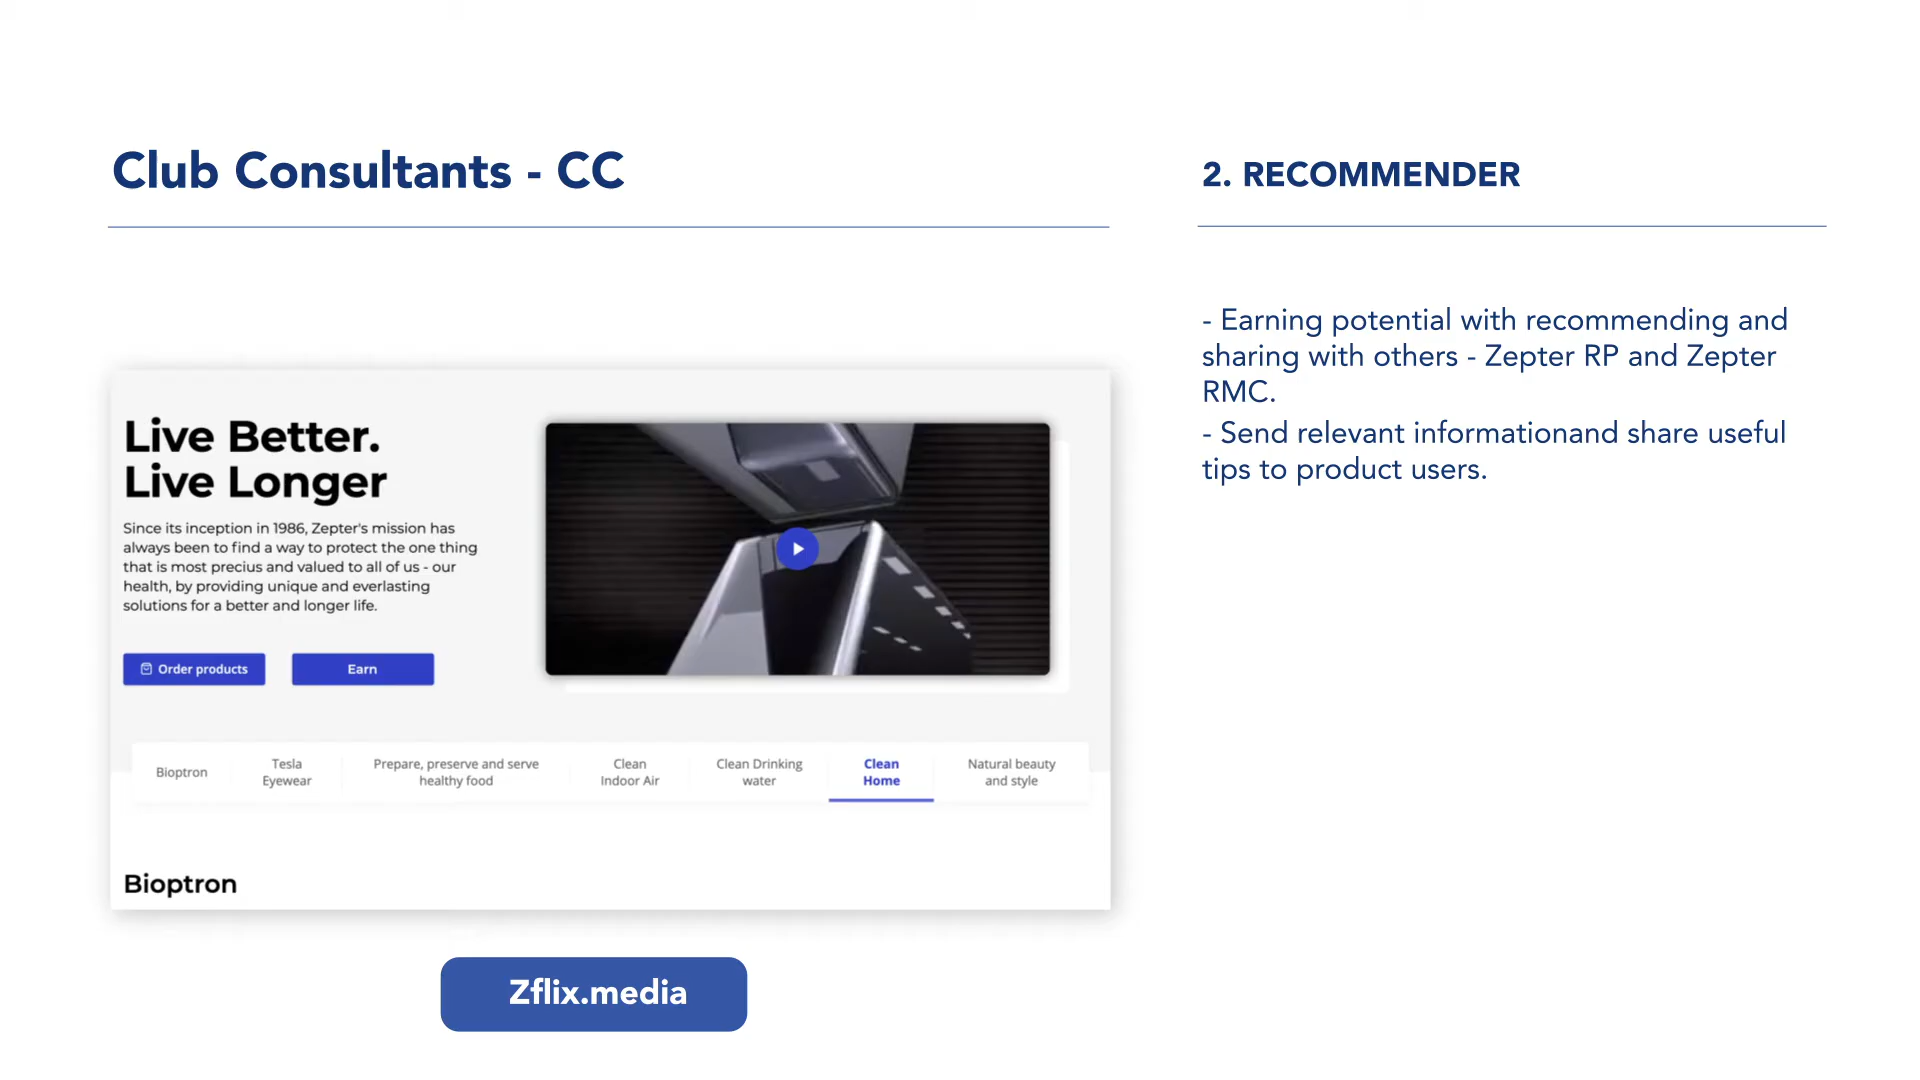 Club Consultants - CC
2. RECOMMENDER
- Earning potential with recommending and
sharing with others - Zepter RP and Zepter
RMC.
- Send relevant informationand share useful
tips to product users.
Live Better.
Live Longer
Since its inception in 1986, Zepter's mission has
always been to find a way to protect the one thing
that is most precius and valued to all of us - our
health, by providing unique and everlasting
solutions for a better and longer life.
Order products
Earn
Bioptron
Tesla
Eyewear
Prepare, preserve and serve
healthy food
Clean
Indoor Air
Clean Drinking
water
Clean
Home
Natural beauty
and style
Bioptron
Zflix.media